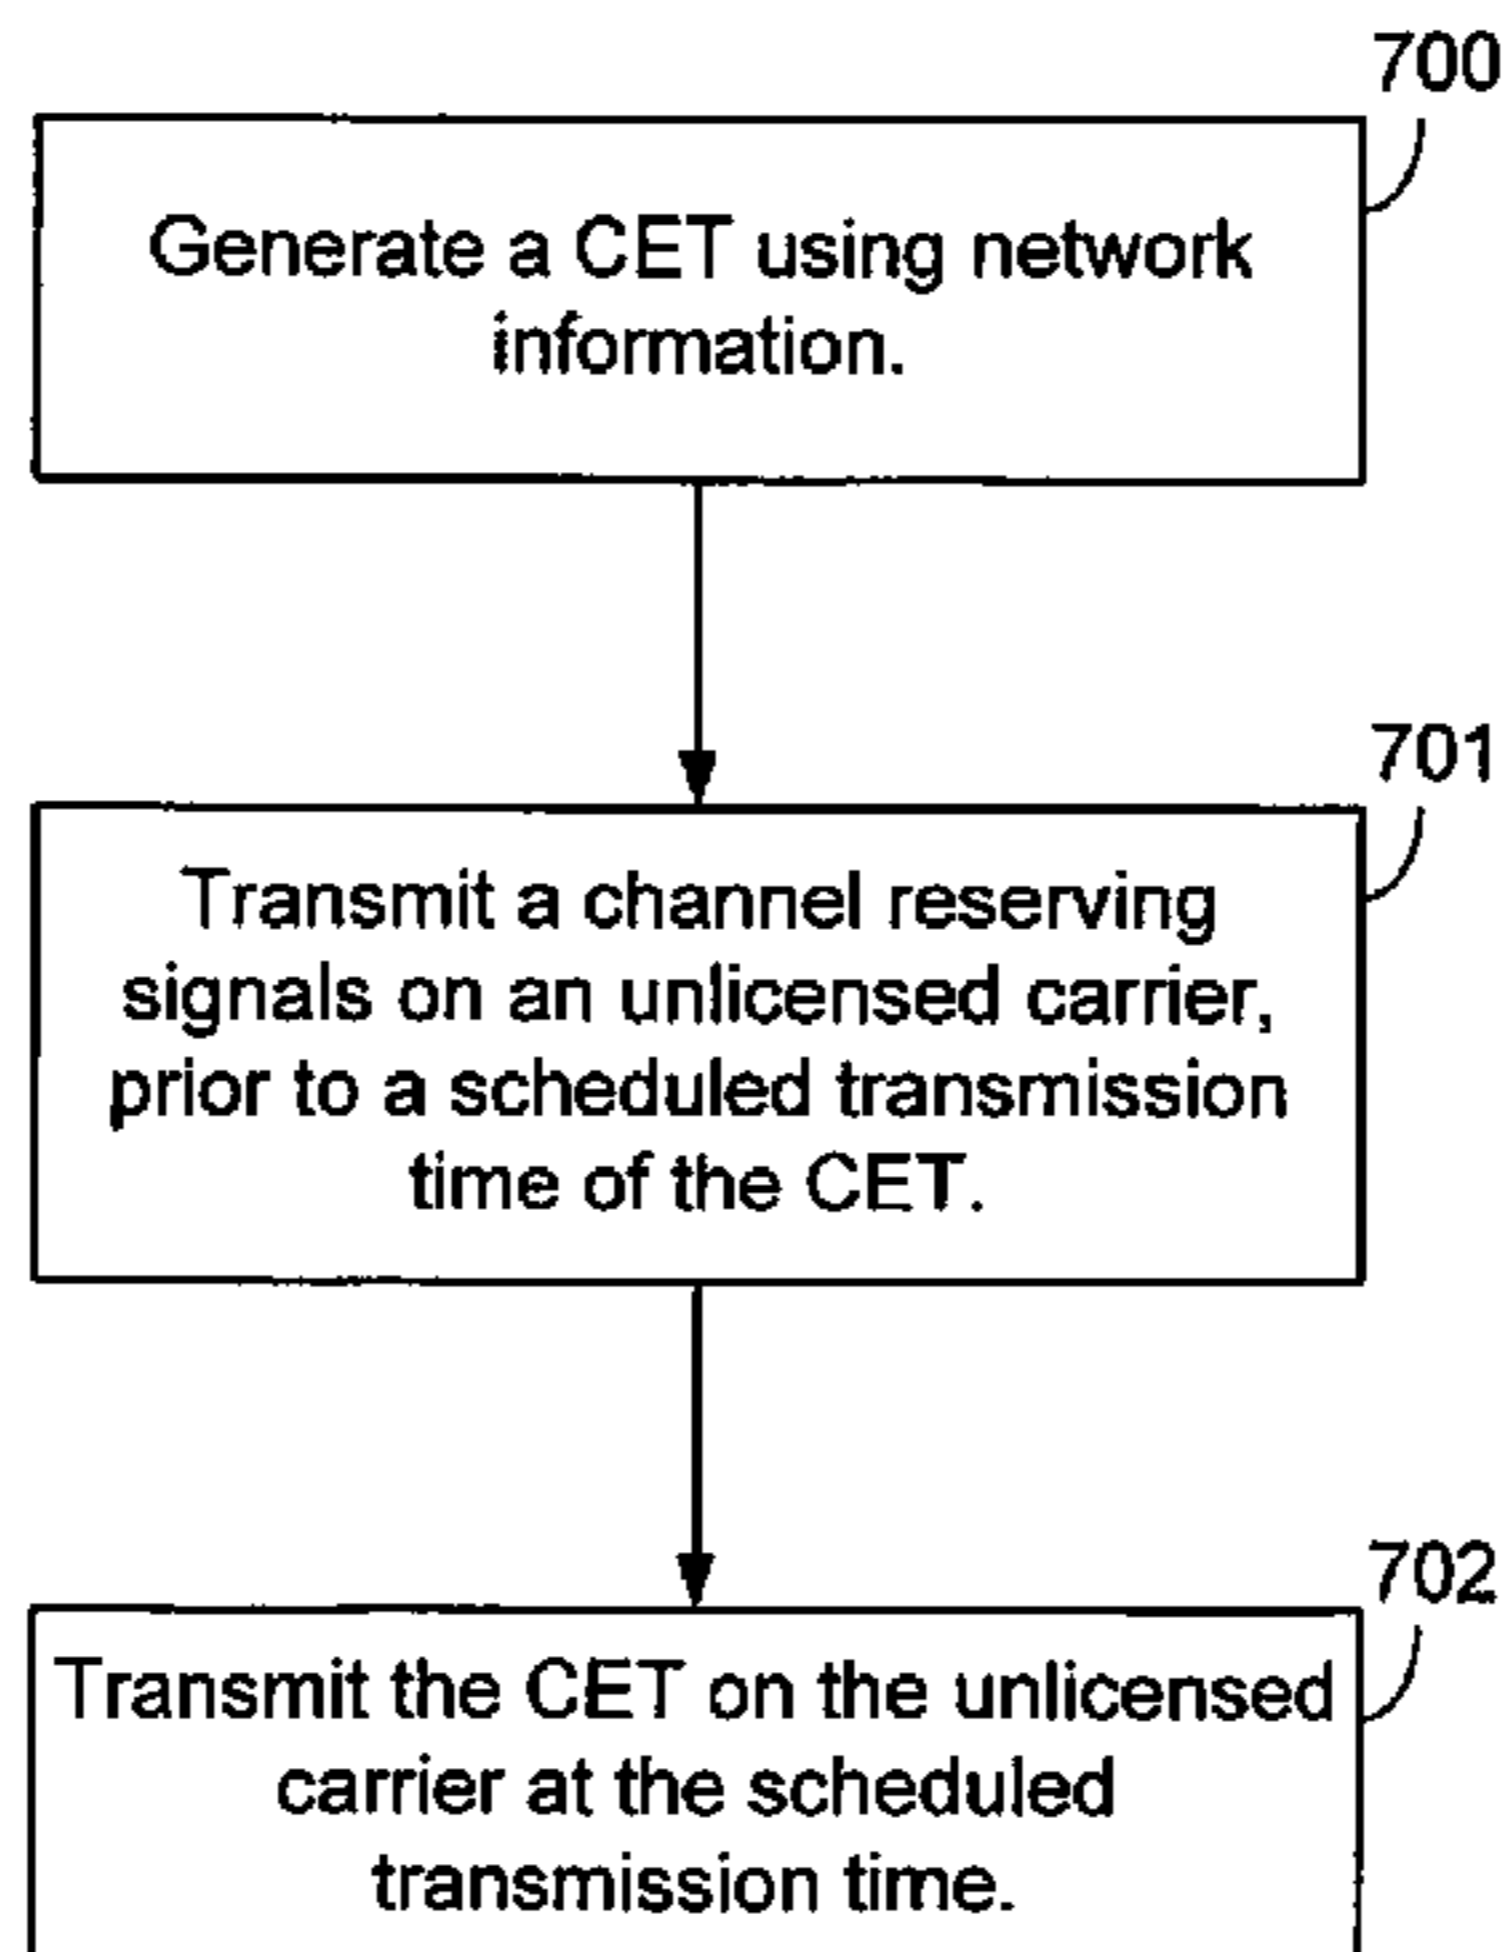 700
Generate a CET using network
information.
701
Transmit a channel reserving
signals on an unlicensed carrier,
prior to a scheduled transmission
time of the CET.
702
Transmit the CET on the unlicensed
carrier at the scheduled
transmission time.